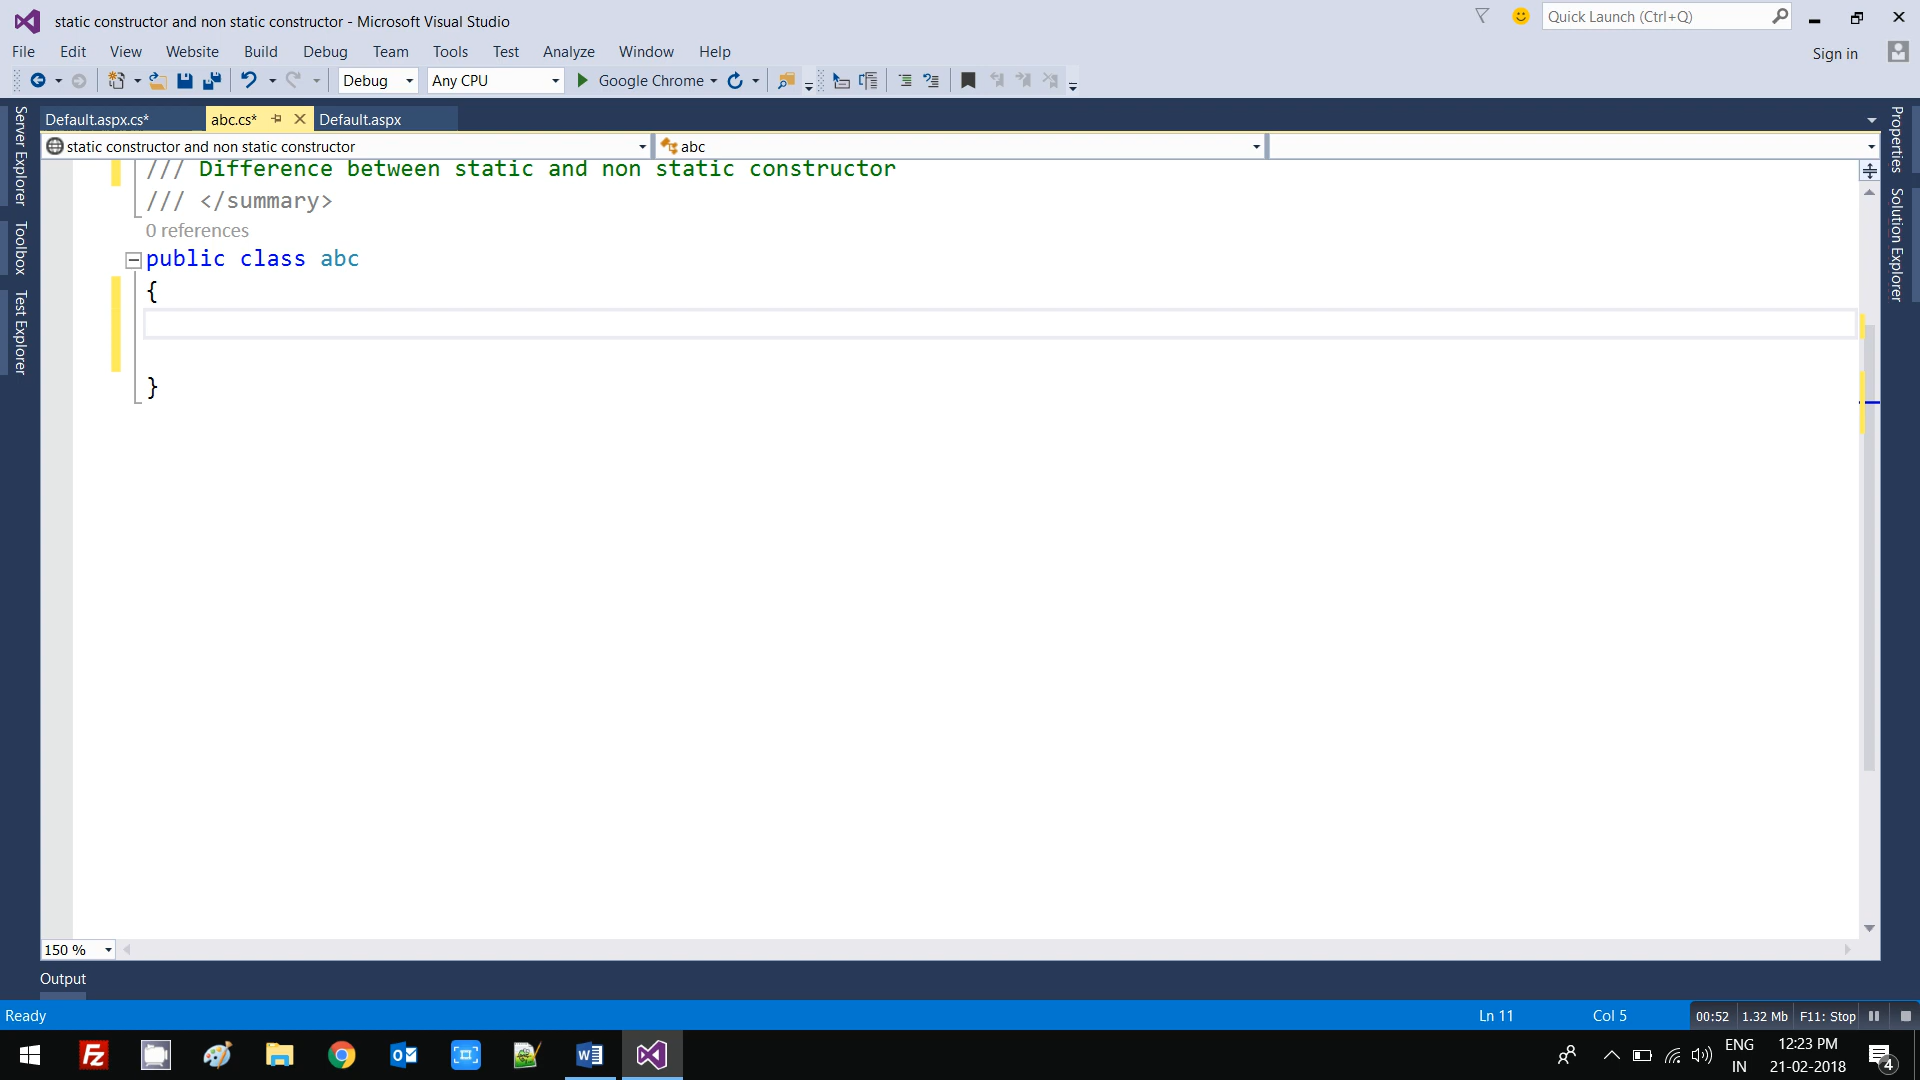 static constructor and non static constructor - Microsoft Visual Studio
Quick Launch (Ctrl+Q)
File Edit View Website Build Debug Team Tools Test Analyze Window Help
Sign in
Debug Any CPU Google Chrome
Default.aspx.cs* abc.cs* Default.aspx
static constructor and non static constructor abc
Server Explorer
Toolbox
Test Explorer
Properties
Solution Explorer
/// Difference between static and non static constructor
/// </summary>
0 references
public class abc
{
}
150 %
Output
Ready Ln 11 Col 5 00:52 1.32 Mb F11: Stop
ENG 12:23 PM
IN 21-02-2018 4